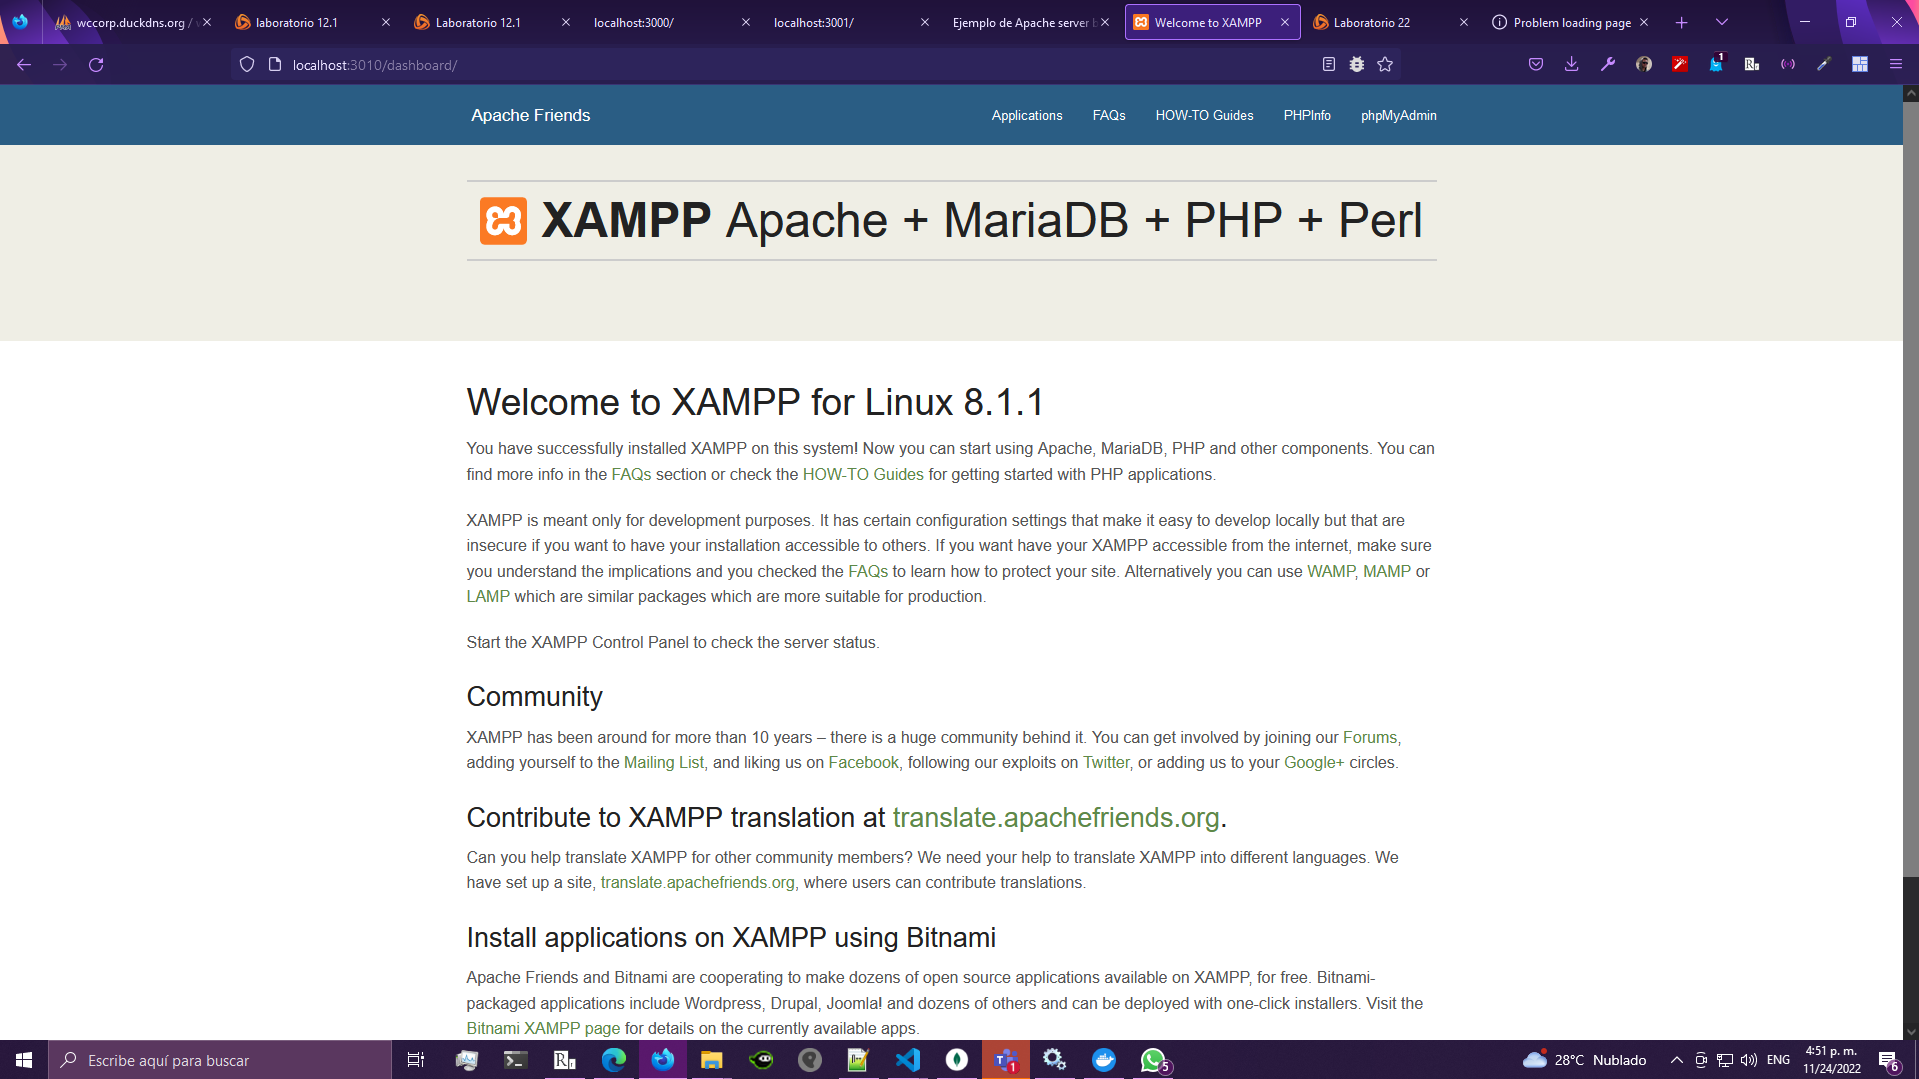 wccorp.duckdns.org / w
laboratorio 12.1
Laboratorio 12.1
localhost:3000/
localhost:3001/
Ejemplo de Apache server b
Welcome to XAMPP
Laboratorio 22
Problem loading page
localhost:3010/dashboard/
1
Apache Friends
Applications
FAQs
HOW-TO Guides
PHPInfo
phpMyAdmin
XAMPP Apache + MariaDB + PHP + Perl
Welcome to XAMPP for Linux 8.1.1
You have successfully installed XAMPP on this system! Now you can start using Apache, MariaDB, PHP and other components. You can
find more info in the FAQs section or check the HOW-TO Guides for getting started with PHP applications.
XAMPP is meant only for development purposes. It has certain configuration settings that make it easy to develop locally but that are
insecure if you want to have your installation accessible to others. If you want have your XAMPP accessible from the internet, make sure
you understand the implications and you checked the FAQs to learn how to protect your site. Alternatively you can use WAMP, MAMP or
LAMP which are similar packages which are more suitable for production.
Start the XAMPP Control Panel to check the server status.
Community
XAMPP has been around for more than 10 years – there is a huge community behind it. You can get involved by joining our Forums,
adding yourself to the Mailing List, and liking us on Facebook, following our exploits on Twitter, or adding us to your Google+ circles.
Contribute to XAMPP translation at translate.apachefriends.org.
Can you help translate XAMPP for other community members? We need your help to translate XAMPP into different languages. We
have set up a site, translate.apachefriends.org, where users can contribute translations.
Install applications on XAMPP using Bitnami
Apache Friends and Bitnami are cooperating to make dozens of open source applications available on XAMPP, for free. Bitnami-
packaged applications include Wordpress, Drupal, Joomla! and dozens of others and can be deployed with one-click installers. Visit the
Bitnami XAMPP page for details on the currently available apps.
Escribe aquí para buscar
1
5
28°C Nublado
ENG
4:51 p. m.
11/24/2022
6